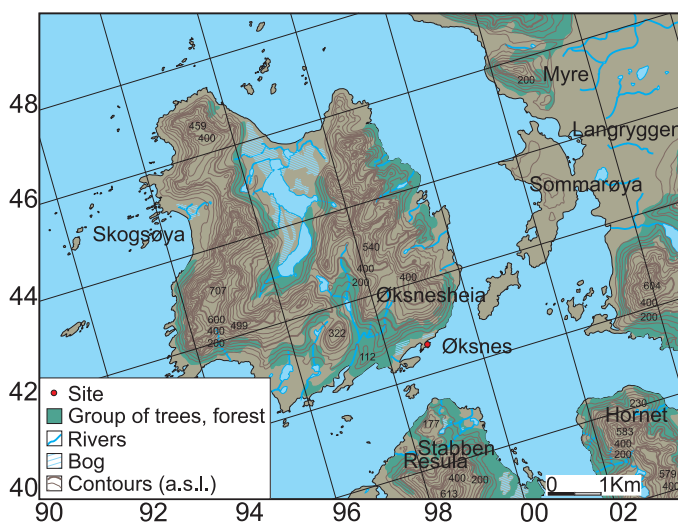 Myre
200
48
Langryggen
459
400
46
Sommarøya
Skogsøya
540
400
200
400
604
400
200
44
707
Øksnesheia
600
400
200
499
322
112
Øksnes
42
Site
Group of trees, forest
Rivers
Bog
Contours (a.s.l.)
177
Stabben
Resula
400
200
613
230
Hornet
583
400
200
579
400
0 1Km
40
90 92 94 96 98 00 02